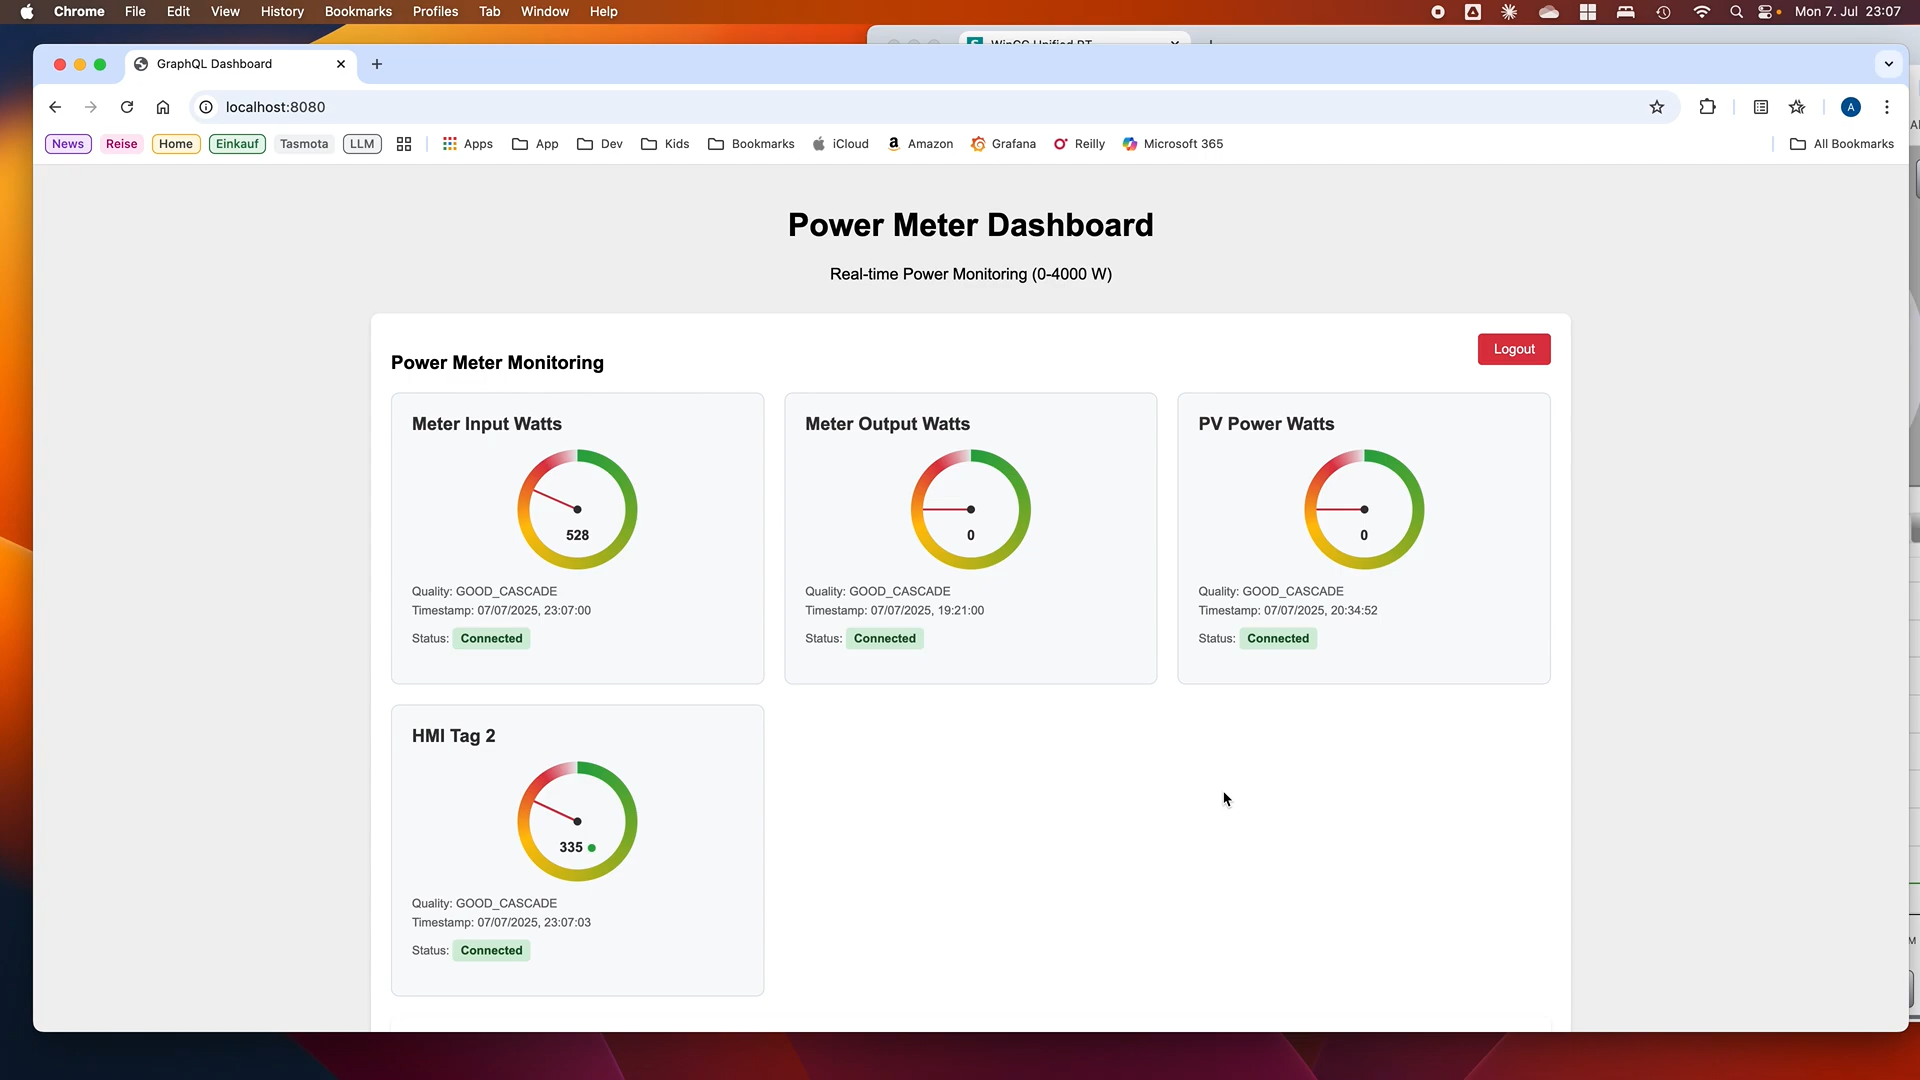 Chrome File Edit View History Bookmarks Profiles Tab Window Help Mon 7. Jul 23:07
GraphQL Dashboard
localhost:8080
A
News Reise Home Einkauf Tasmota LLM Apps App Dev Kids Bookmarks iCloud Amazon Grafana Reilly Microsoft 365 All Bookmarks
Power Meter Dashboard
Real-time Power Monitoring (0-4000 W)
Logout
Power Meter Monitoring
Meter Input Watts
528
Quality: GOOD_CASCADE
Timestamp: 07/07/2025, 23:07:00
Status: Connected
Meter Output Watts
0
Quality: GOOD_CASCADE
Timestamp: 07/07/2025, 19:21:00
Status: Connected
PV Power Watts
0
Quality: GOOD_CASCADE
Timestamp: 07/07/2025, 20:34:52
Status: Connected
HMI Tag 2
335
Quality: GOOD_CASCADE
Timestamp: 07/07/2025, 23:07:03
Status: Connected